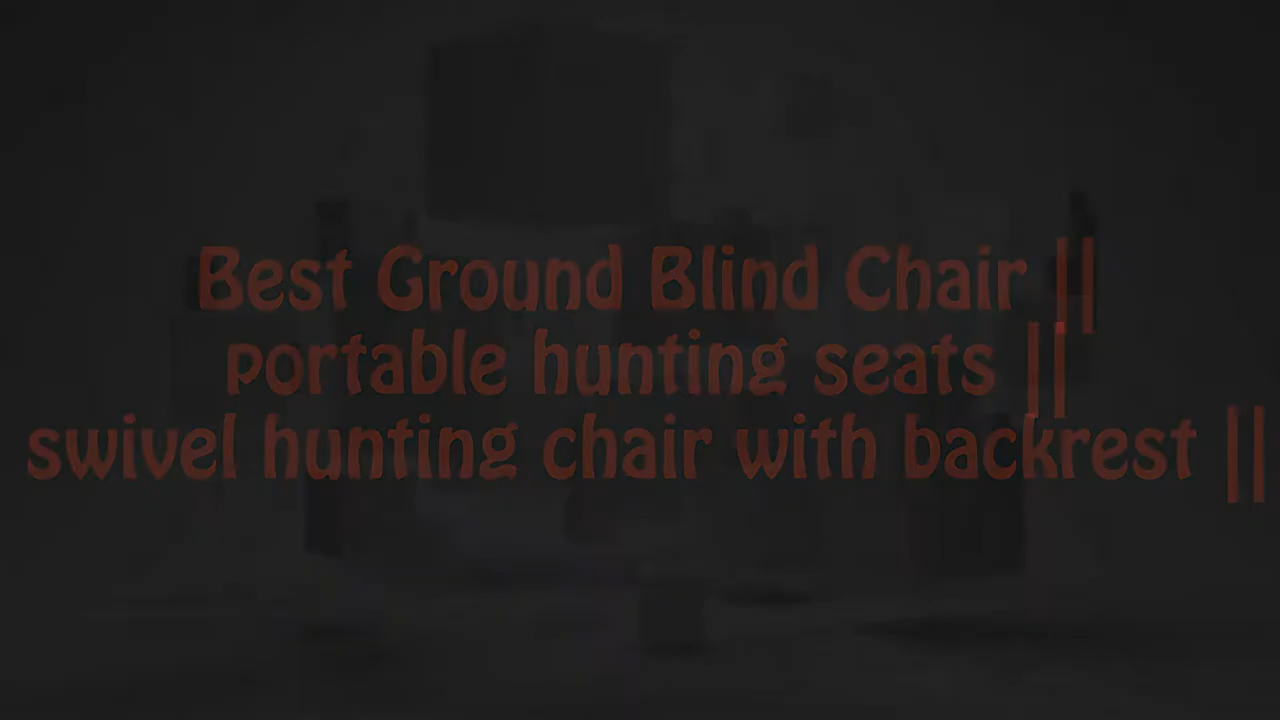 Best Ground Blind Chair ||
portable hunting seats ||
swivel hunting chair with backrest ||